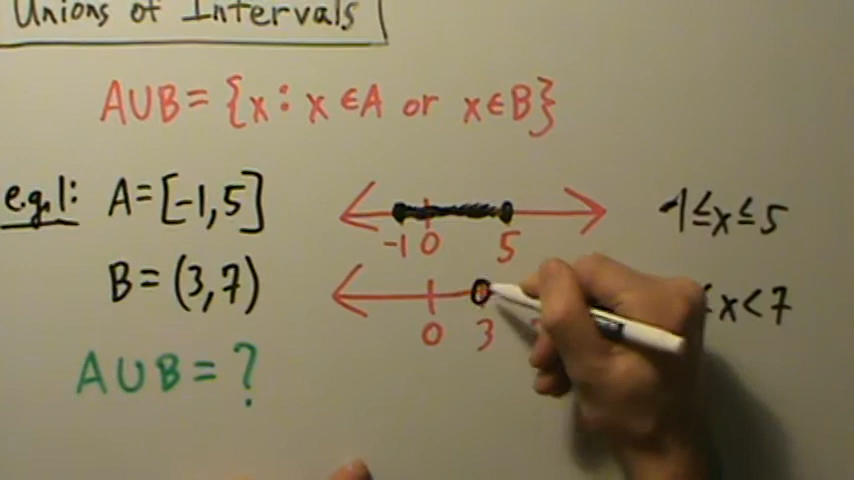 Unions of Intervals
A∪B = {x : x ∈ A or x ∈ B}
e.g.1: A = [-1, 5]
-1 0 5
-1 ≤ x ≤ 5
B = (3, 7)
0 3
< x < 7
A ∪ B = ?